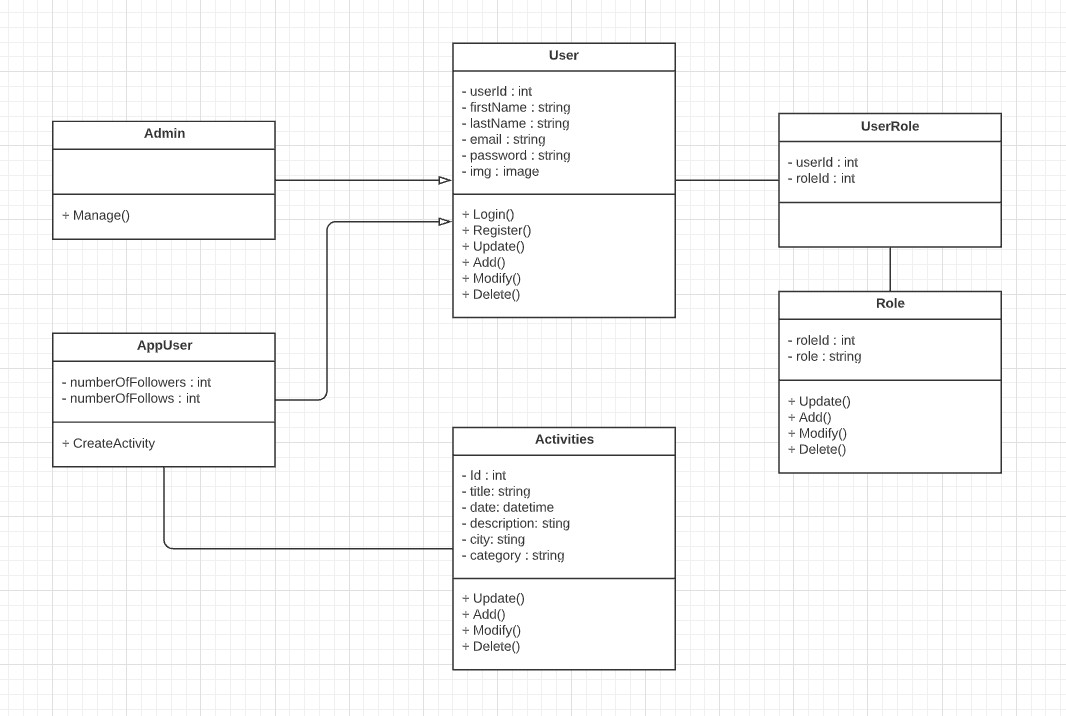 User
- userId : int
- firstName : string
- lastName : string
- email : string
- password : string
- img : image
+ Login()
+ Register()
+ Update()
+ Add()
+ Modify()
+ Delete()
Admin
+ Manage()
UserRole
- userId : int
- roleId : int
Role
- roleId : int
- role : string
+ Update()
+ Add()
+ Modify()
+ Delete()
AppUser
- numberOfFollowers : int
- numberOfFollows : int
+ CreateActivity
Activities
- Id : int
- title: string
- date: datetime
- description: sting
- city: sting
- category : string
+ Update()
+ Add()
+ Modify()
+ Delete()